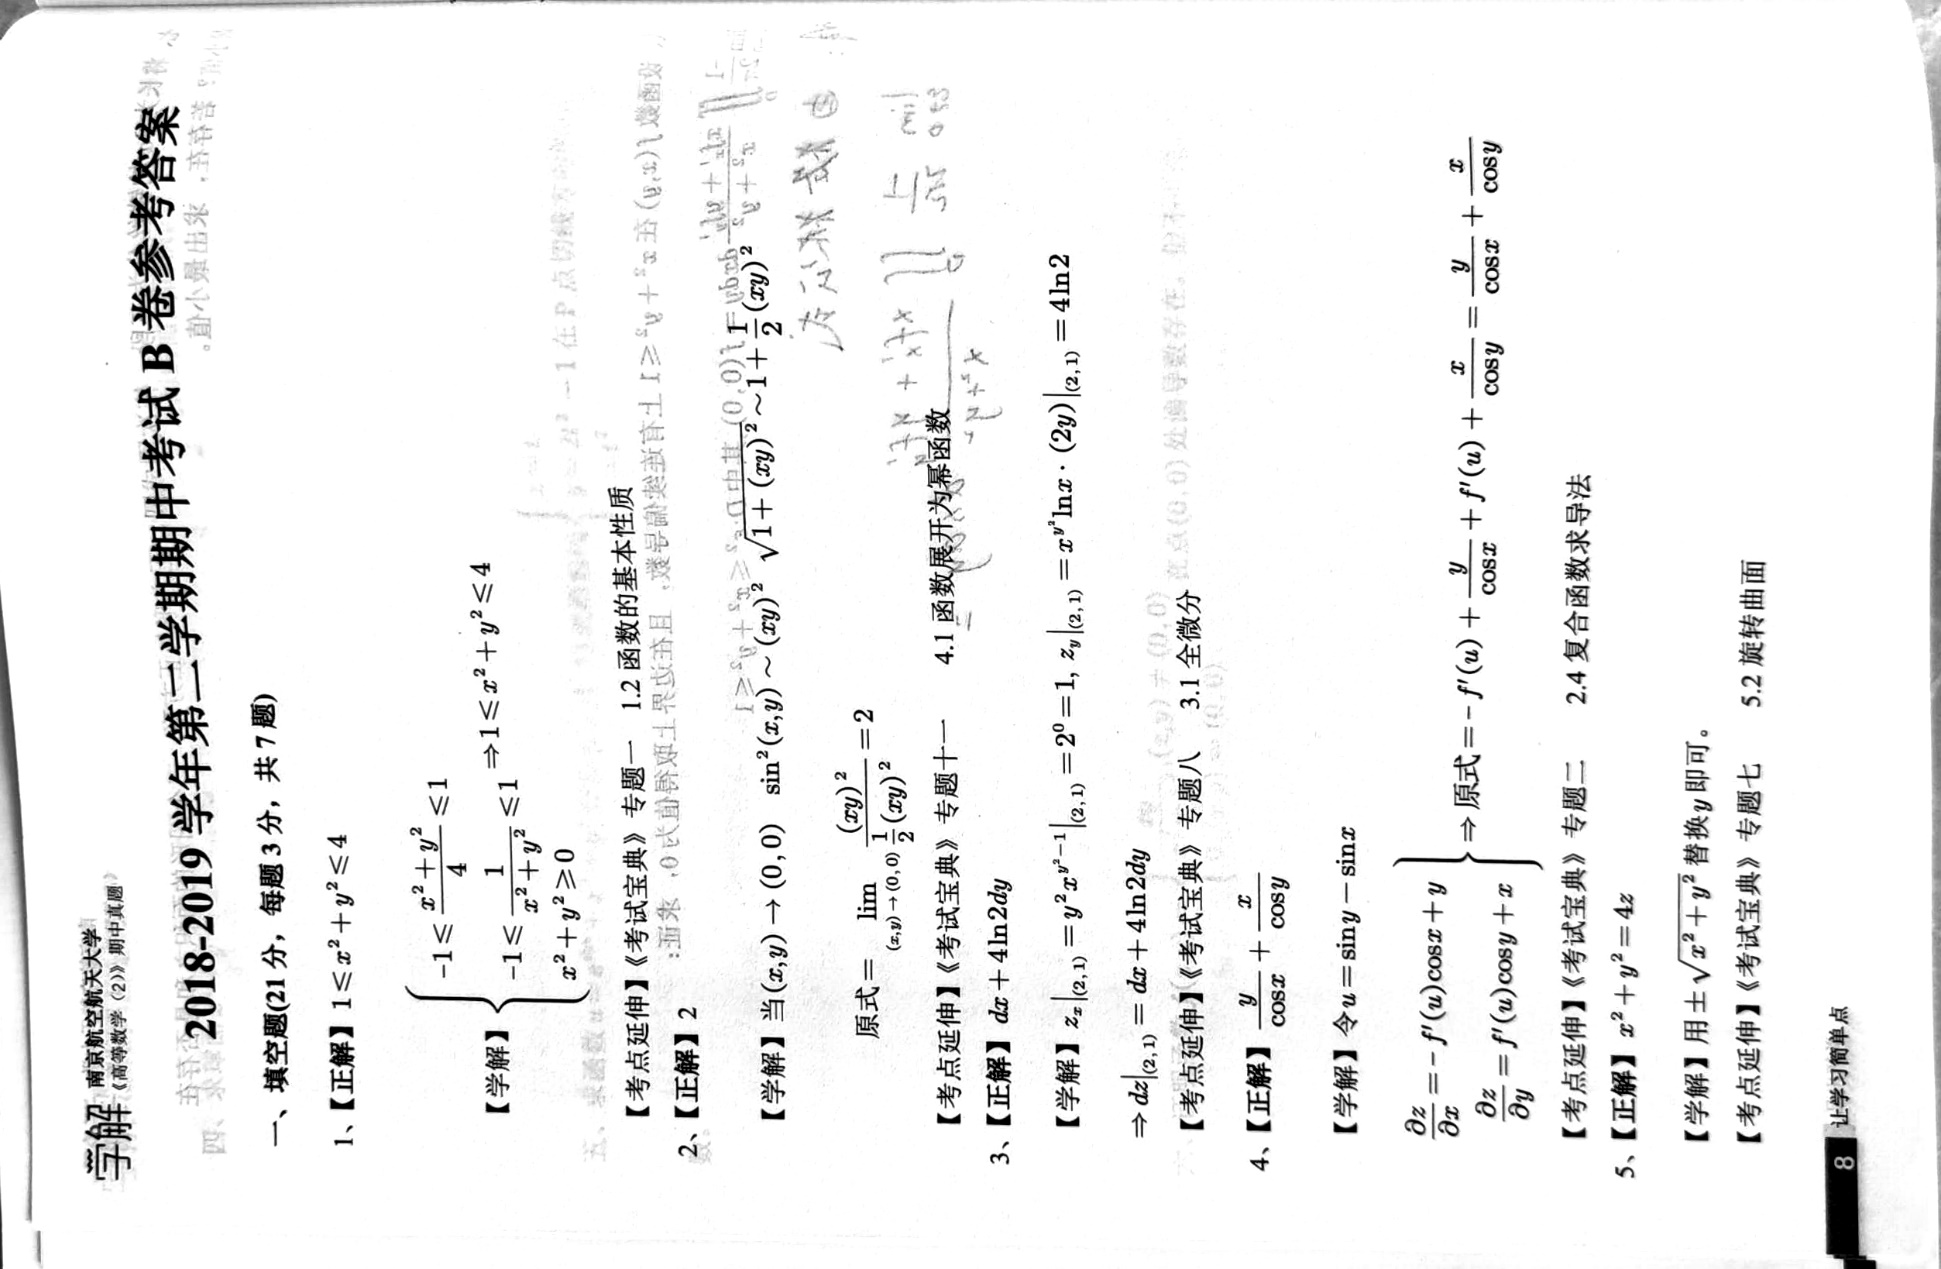 学解
南京航空航天大学
《高等数学（2）》期中真题
2018-2019 学年第二学期期中考试 B 卷参考答案
一、填空题(21 分，每题 3 分，共 7 题)
1、【正解】1≤x²+y²≤4
【学解】{ -1≤(x²+y²)/4≤1
-1≤1/(x²+y²)≤1 ⇒1≤x²+y²≤4
x²+y²≥0
【考点延伸】《考试宝典》专题一 1.2 函数的基本性质
2、【正解】2
【学解】当(x,y)→(0,0) sin²(x,y)~(xy)² √(1+(xy)²)~1+1/2(xy)²
原式= lim_{(x,y)→(0,0)} (xy)²/(1/2(xy)²)=2
【考点延伸】《考试宝典》专题十一 4.1 函数展开为幂函数
3、【正解】dx+4ln2dy
【学解】z_x|_(2,1)=y²x^{y²-1}|_(2,1)=2⁰=1, z_y|_(2,1)=x^{y²}lnx·(2y)|_(2,1)=4ln2
⇒dz|_(2,1)=dx+4ln2dy
【考点延伸】《考试宝典》专题八 3.1 全微分
4、【正解】y/cosx+x/cosy
【学解】令u=siny-sinx
∂z/∂x=-f'(u)cosx+y
∂z/∂y=f'(u)cosy+x } ⇒原式=-f'(u)+y/cosx+f'(u)+x/cosy=y/cosx+x/cosy
【考点延伸】《考试宝典》专题二 2.4 复合函数求导法
5、【正解】x²+y²=4z
【学解】用±√(x²+y²)替换y即可。
【考点延伸】《考试宝典》专题七 5.2 旋转曲面
8 让学习简单点